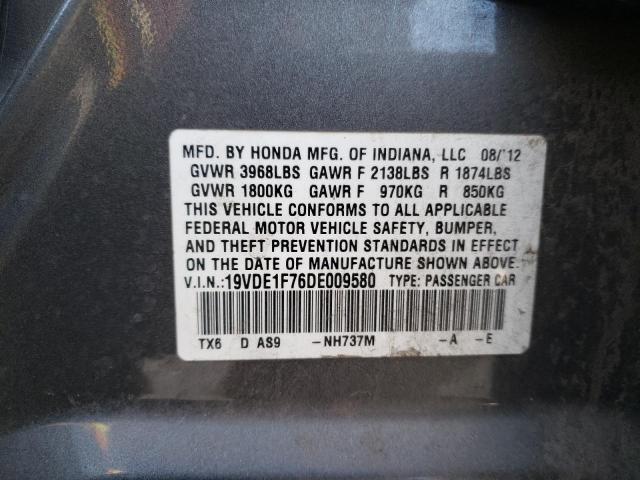 MFD. BY HONDA MFG. OF INDIANA, LLC 08/'12
GVWR 3968LBS GAWR F 2138LBS R 1874LBS
GVWR 1800KG GAWR F 970KG R 850KG
THIS VEHICLE CONFORMS TO ALL APPLICABLE
FEDERAL MOTOR VEHICLE SAFETY, BUMPER,
AND THEFT PREVENTION STANDARDS IN EFFECT
ON THE DATE OF MANUFACTURE SHOWN ABOVE.
V.I.N.:19VDE1F76DE009580 TYPE: PASSENGER CAR
TX6 D AS9 -NH737M -A -E